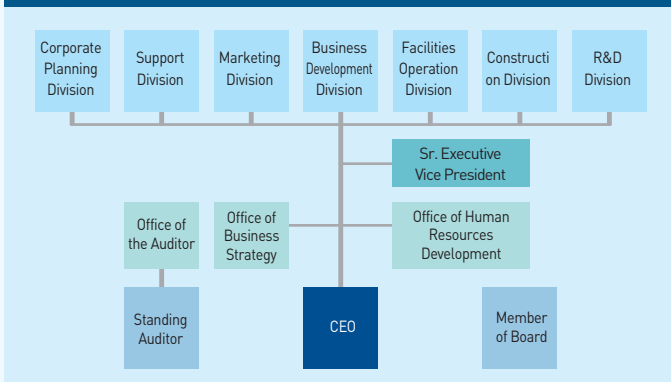 Corporate
Planning
Division
Support
Division
Marketing
Division
Business
Development
Division
Facilities
Operation
Division
Constructi
on Division
R&D
Division
Sr. Executive
Vice President
Office of
the Auditor
Office of
Business
Strategy
Office of Human
Resources
Development
Standing
Auditor
CEO
Member
of Board